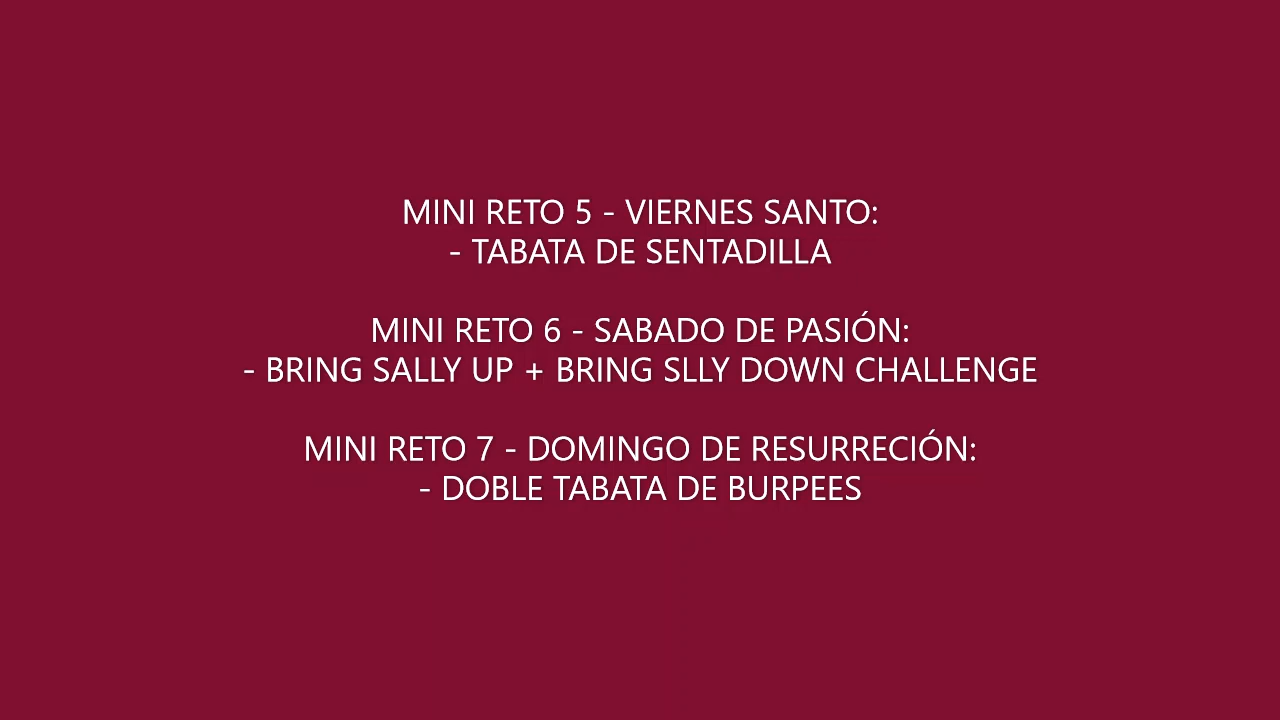 MINI RETO 5 - VIERNES SANTO:
- TABATA DE SENTADILLA
MINI RETO 6 - SABADO DE PASIÓN:
- BRING SALLY UP + BRING SLLY DOWN CHALLENGE
MINI RETO 7 - DOMINGO DE RESURRECIÓN:
- DOBLE TABATA DE BURPEES